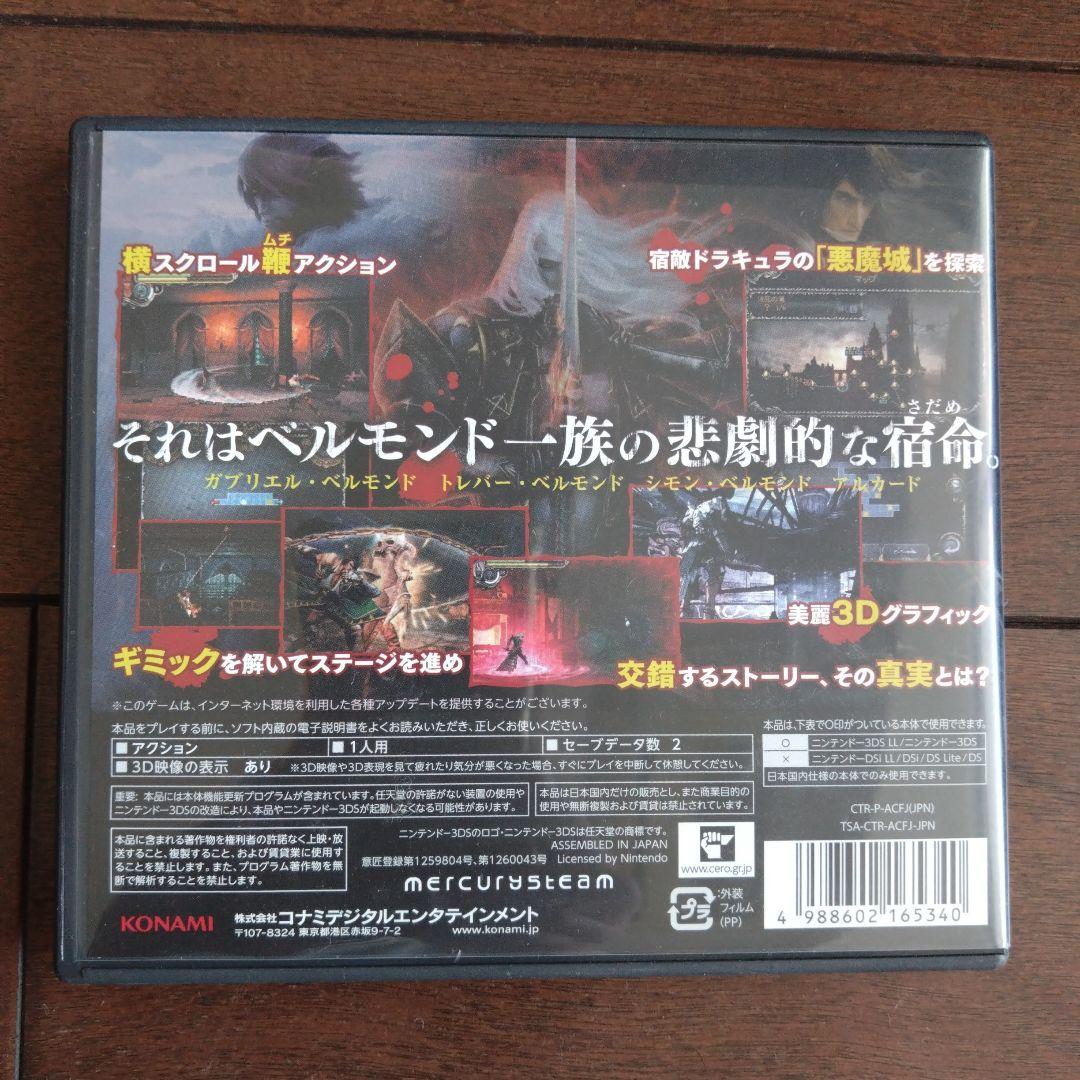 ムチ
横スクロール鞭アクション
宿敵ドラキュラの「悪魔城」を探索
マップ
さだめ
それはベルモンド一族の悲劇的な宿命。
ガブリエル・ベルモンド トレバー・ベルモンド シモン・ベルモンド アルカード
美麗3Dグラフィック
ギミックを解いてステージを進め
交錯するストーリー、その真実とは?
※このゲームは、インターネット環境を利用した各種アップデートを提供することがございます。
本品をプレイする前に、ソフト内蔵の電子説明書をよくお読みいただき、正しくお使いください。
■アクション ■1人用 ■セーブデータ数 2
■3D映像の表示 あり ※3D映像や3D表現を見て疲れたり気分が悪くなった場合、すぐにプレイを中断して休憩してください。
本品は、下表で○印がついている本体で使用できます。
○ ニンテンドー3DS LL/ニンテンドー3DS
× ニンテンドーDSi LL/DSi/DS Lite/DS
日本国内仕様の本体でのみ使用できます。
重要: 本品には本体機能更新プログラムが含まれています。任天堂の許諾がない装置の使用や
ニンテンドー3DSの改造により、本品やニンテンドー3DSが起動しなくなる可能性があります。
本品は日本国内だけの販売とし、また商業目的の
使用や無断複製および賃貸は禁止されています。
CTR-P-ACFJ(JPN)
TSA-CTR-ACFJ-JPN
本品に含まれる著作物を権利者の許諾なく上映・放
送すること、複製すること、および賃貸業に使用す
ることを禁止します。また、プログラム著作物を無
断で解析することを禁止します。
ニンテンドー3DSのロゴ・ニンテンドー3DSは任天堂の商標です。
ASSEMBLED IN JAPAN
意匠登録第1259804号、第1260043号 Licensed by Nintendo
mercurysteam
www.cero.gr.jp
KONAMI
株式会社コナミデジタルエンタテインメント
〒107-8324 東京都港区赤坂9-7-2 www.konami.jp
プラ
:外装
フィルム
(PP)
4 988602 165340